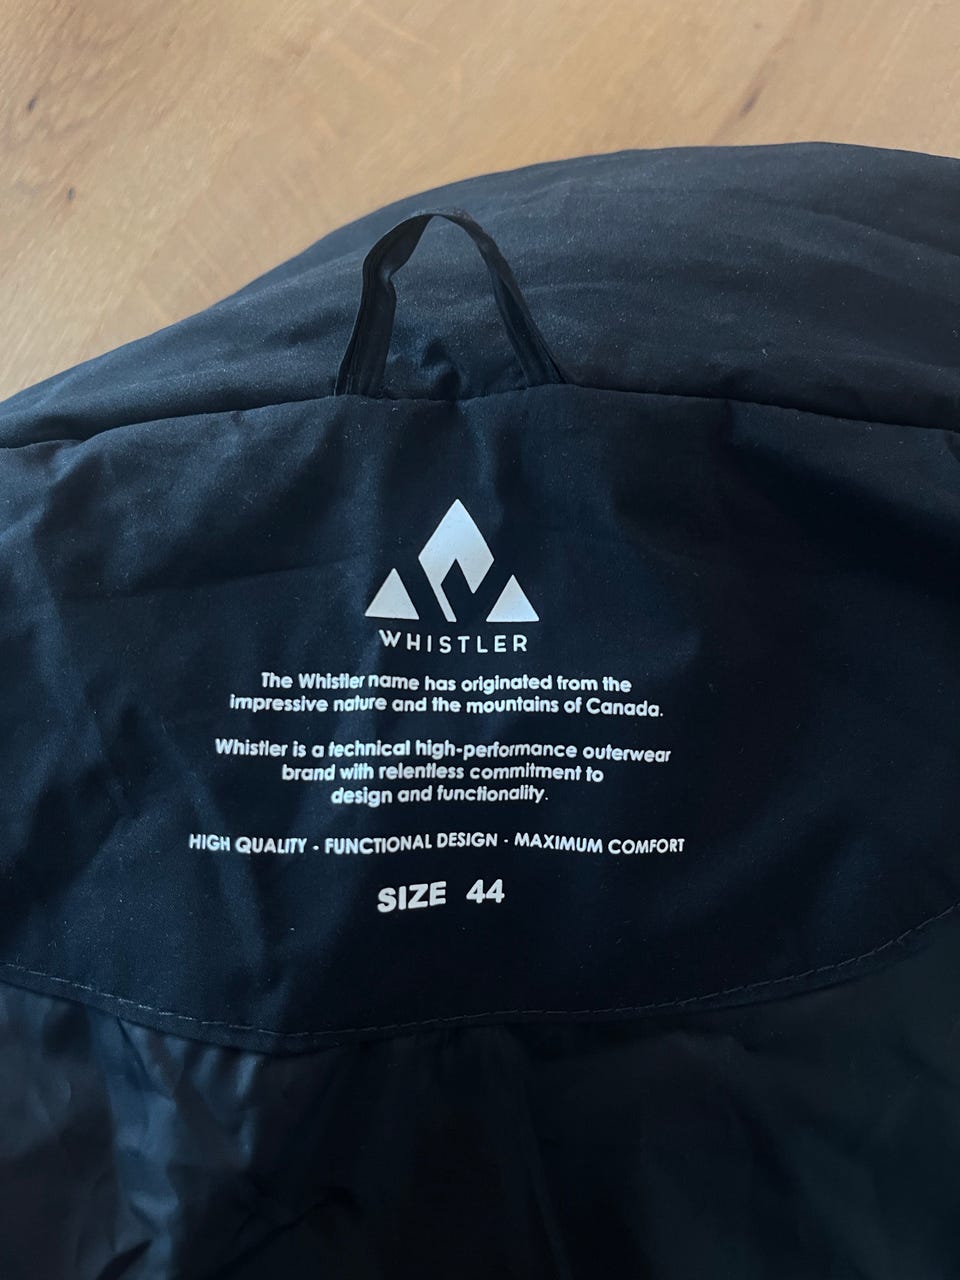 WHISTLER
The Whistler name has originated from the
impressive nature and the mountains of Canada.
Whistler is a technical high-performance outerwear
brand with relentless commitment to
design and functionality.
HIGH QUALITY - FUNCTIONAL DESIGN - MAXIMUM COMFORT
SIZE 44